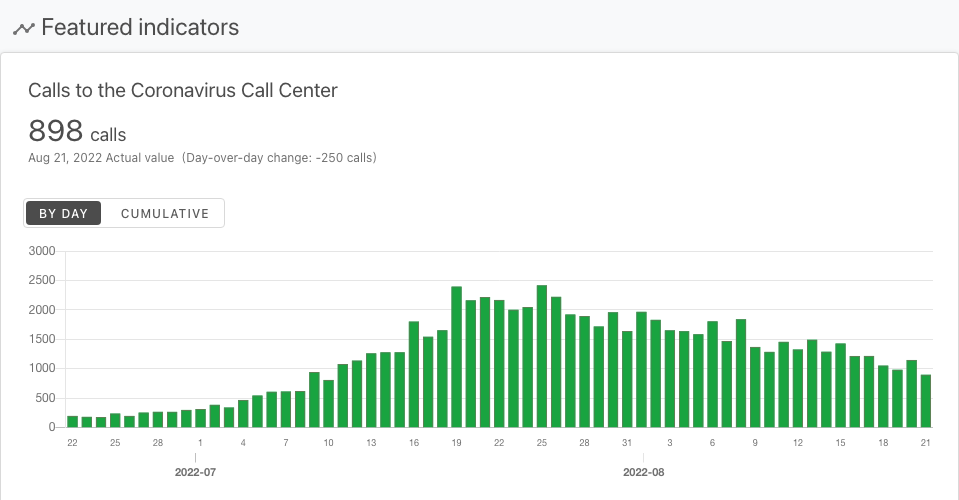 Featured indicators
Calls to the Coronavirus Call Center
898 calls
Aug 21, 2022 Actual value (Day-over-day change: -250 calls)
BY DAY CUMULATIVE
3000
2500
2000
1500
1000
500
0
22 25 28 1 4 7 10 13 16 19 22 25 28 31 3 6 9 12 15 18 21
2022-07 2022-08